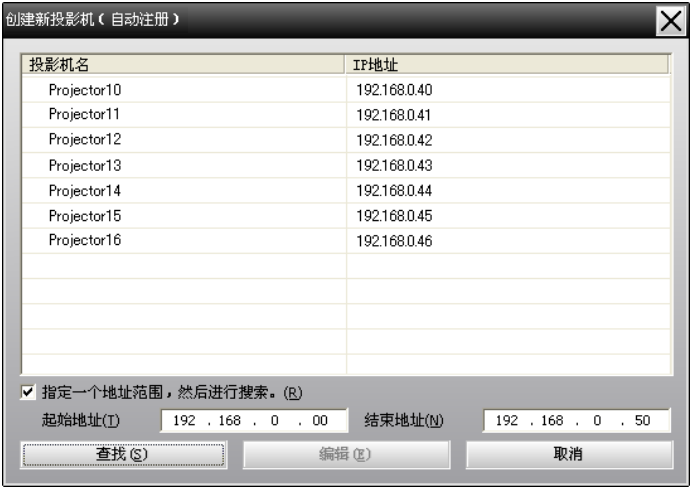 创建新投影机（自动注册）
投影机名 IP地址
Projector10 192.168.0.40
Projector11 192.168.0.41
Projector12 192.168.0.42
Projector13 192.168.0.43
Projector14 192.168.0.44
Projector15 192.168.0.45
Projector16 192.168.0.46
指定一个地址范围，然后进行搜索。(R)
起始地址(T) 192 . 168 . 0 . 00 结束地址(N) 192 . 168 . 0 . 50
查找(S) 编辑(E) 取消